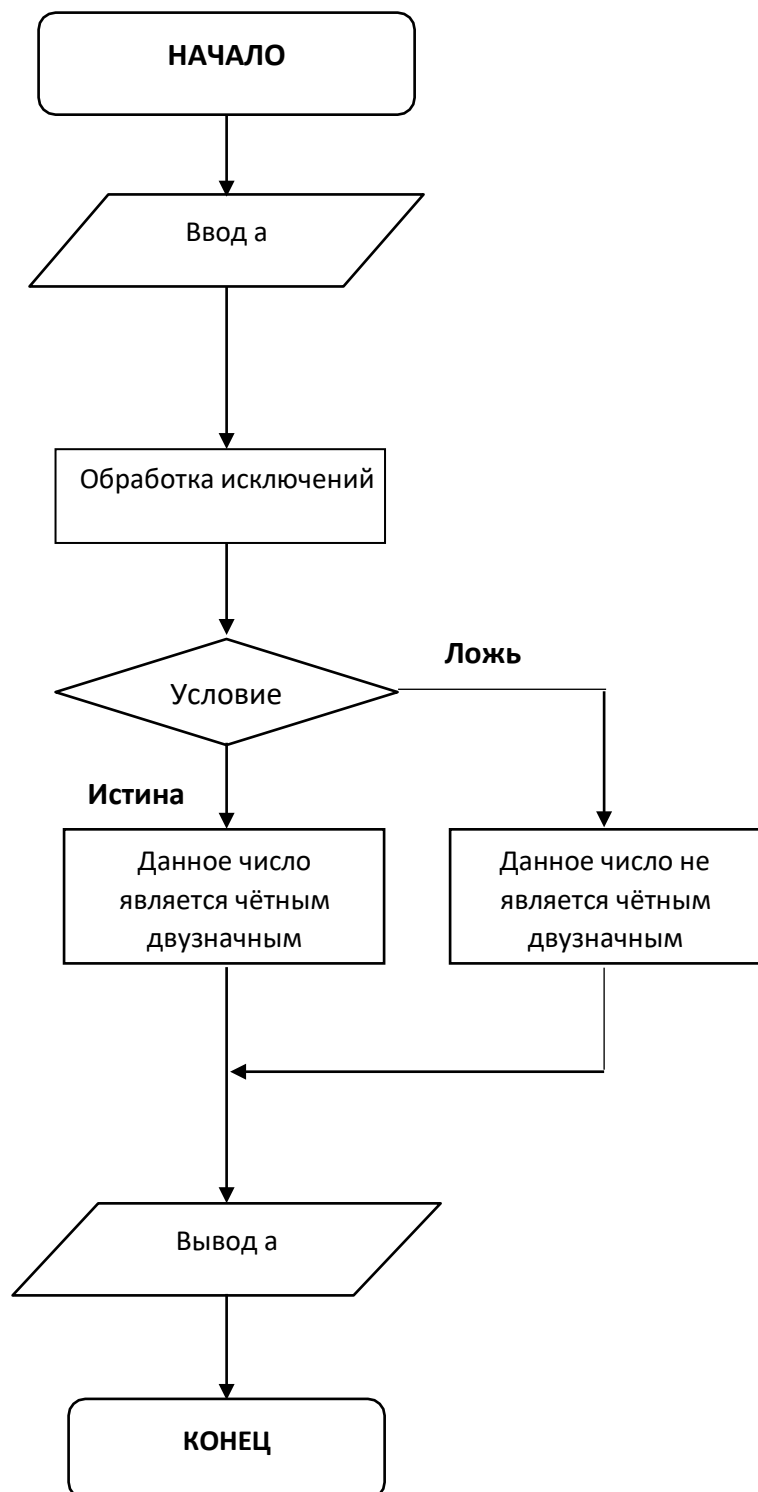 НАЧАЛО
Ввод а
Обработка исключений
Условие
Ложь
Истина
Данное число
является чётным
двузначным
Данное число не
является чётным
двузначным
Вывод а
КОНЕЦ